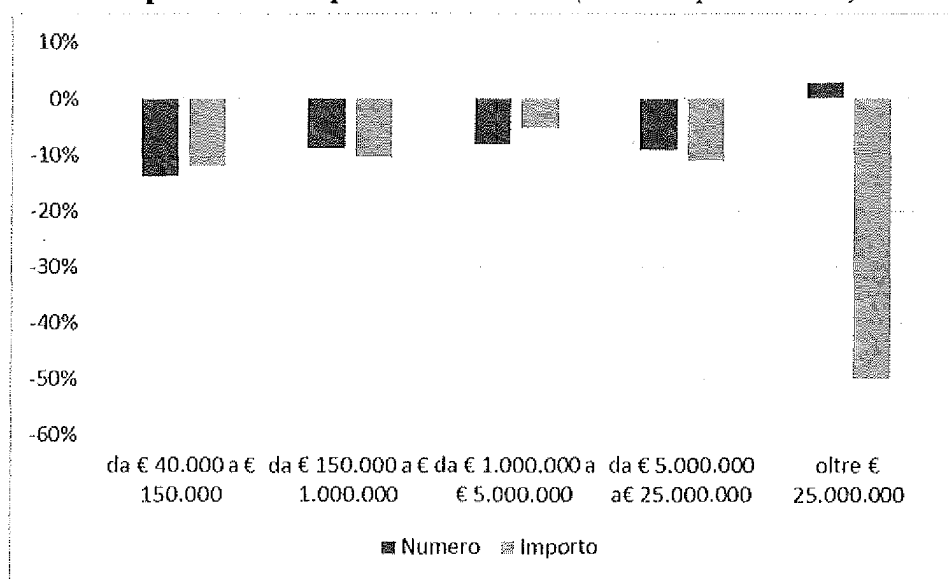 10%
0%
-10%
-20%
-30%
-40%
-50%
-60%
da € 40.000 a €
150.000
da € 150.000 a €
1.000.000
da € 1.000.000 a
€ 5.000.000
da € 5.000.000
a€ 25.000.000
oltre €
25.000.000
Numero
Importo